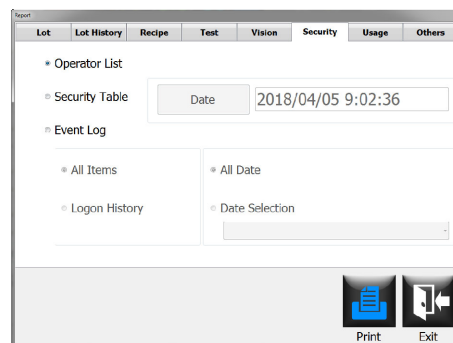 Report
Lot Lot History Recipe Test Vision Security Usage Others
Operator List
Security Table
Date 2018/04/05 9:02:36
Event Log
All Items All Date
Logon History Date Selection
Print Exit